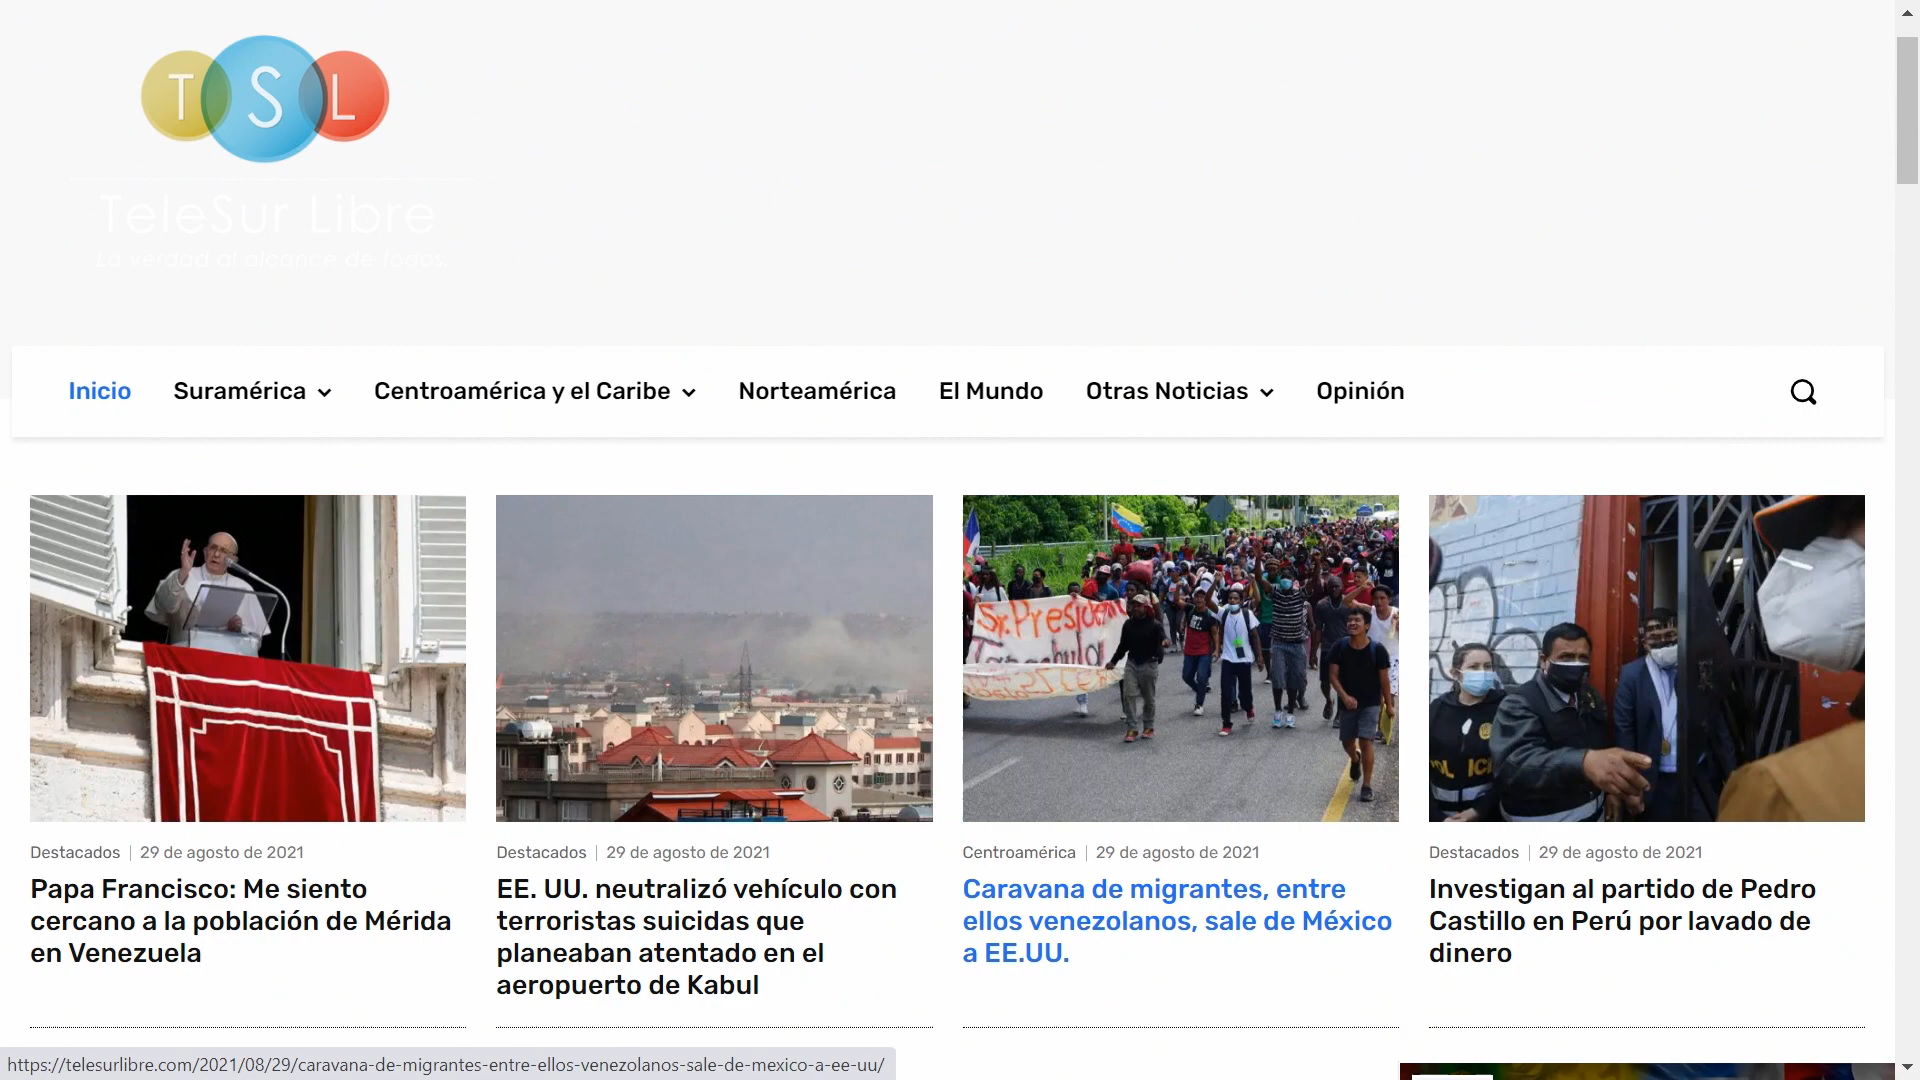 T S L
TeleSur Libre
La verdad al alcance de todos.
Inicio
Suramérica
Centroamérica y el Caribe
Norteamérica
El Mundo
Otras Noticias
Opinión
Sr. President
Destacados
29 de agosto de 2021
Papa Francisco: Me siento
cercano a la población de Mérida
en Venezuela
Destacados
29 de agosto de 2021
EE. UU. neutralizó vehículo con
terroristas suicidas que
planeaban atentado en el
aeropuerto de Kabul
Centroamérica
29 de agosto de 2021
Caravana de migrantes, entre
ellos venezolanos, sale de México
a EE.UU.
Destacados
29 de agosto de 2021
Investigan al partido de Pedro
Castillo en Perú por lavado de
dinero
https://telesurlibre.com/2021/08/29/caravana-de-migrantes-entre-ellos-venezolanos-sale-de-mexico-a-ee-uu/